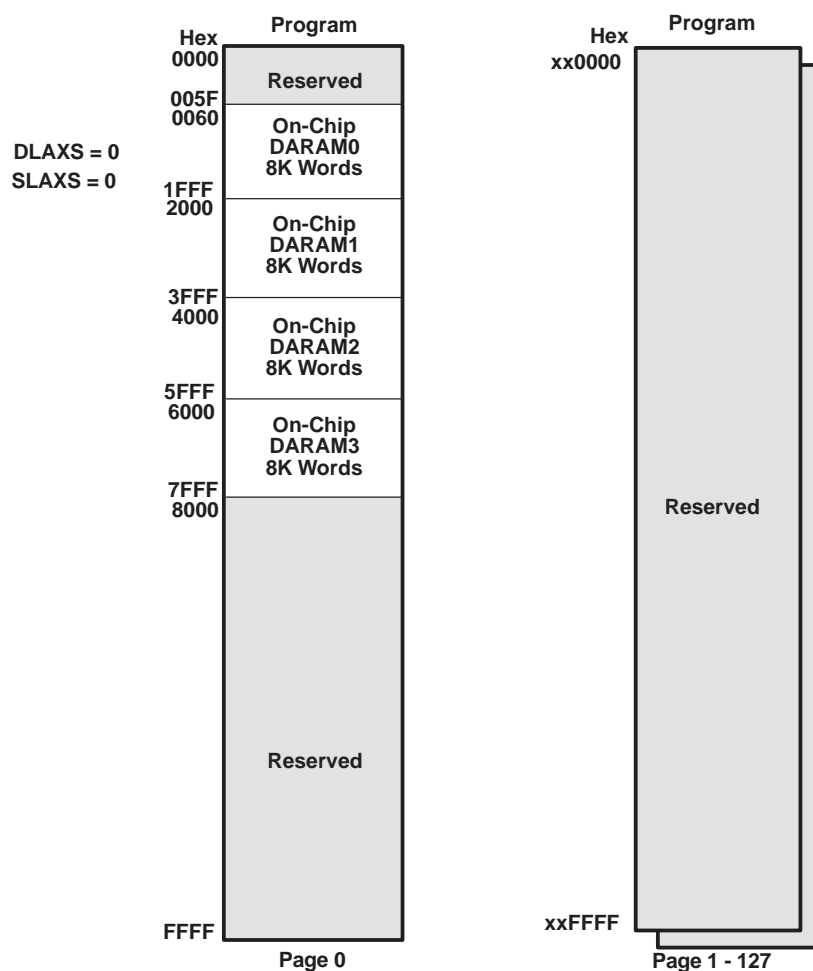 Hex
Program
0000
Reserved
005F
0060
On-Chip
DARAM0
8K Words
DLAXS = 0
SLAXS = 0
1FFF
2000
On-Chip
DARAM1
8K Words
3FFF
4000
On-Chip
DARAM2
8K Words
5FFF
6000
On-Chip
DARAM3
8K Words
7FFF
8000
Reserved
FFFF
Page 0
Hex
Program
xx0000
Reserved
xxFFFF
Page 1 - 127